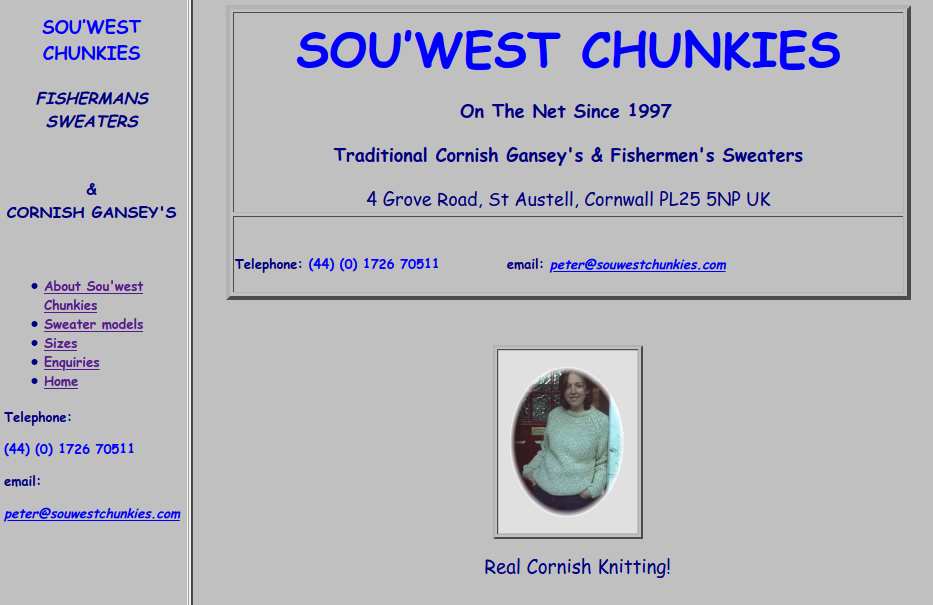 SOU'WEST
CHUNKIES
FISHERMANS
SWEATERS
&
CORNISH GANSEY'S
About Sou'west
Chunkies
Sweater models
Sizes
Enquiries
Home
Telephone:
(44) (0) 1726 70511
email:
peter@souwestchunkies.com
SOU'WEST CHUNKIES
On The Net Since 1997
Traditional Cornish Gansey's & Fishermen's Sweaters
4 Grove Road, St Austell, Cornwall PL25 5NP UK
Telephone: (44) (0) 1726 70511 email: peter@souwestchunkies.com
Real Cornish Knitting!